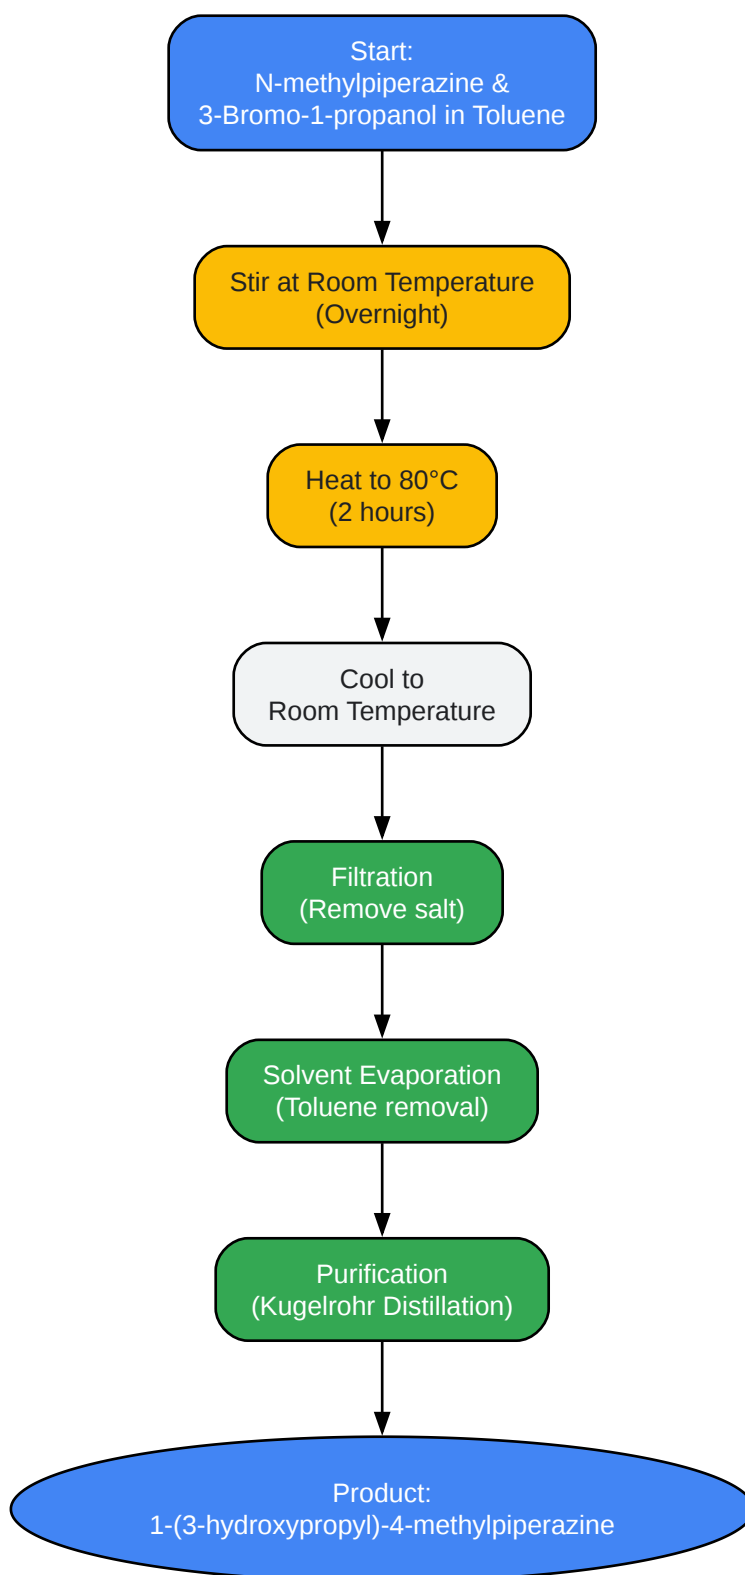 Start:
N-methylpiperazine &
3-Bromo-1-propanol in Toluene
Stir at Room Temperature
(Overnight)
Heat to 80°C
(2 hours)
Cool to
Room Temperature
Filtration
(Remove salt)
Solvent Evaporation
(Toluene removal)
Purification
(Kugelrohr Distillation)
Product:
1-(3-hydroxypropyl)-4-methylpiperazine